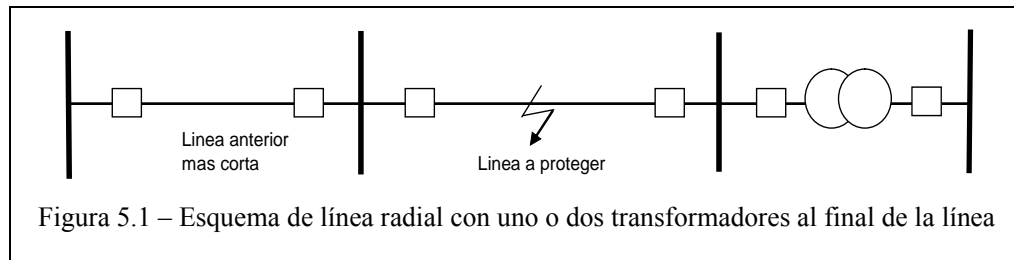 Linea anterior
mas corta
Linea a proteger
Figura 5.1 – Esquema de línea radial con uno o dos transformadores al final de la línea